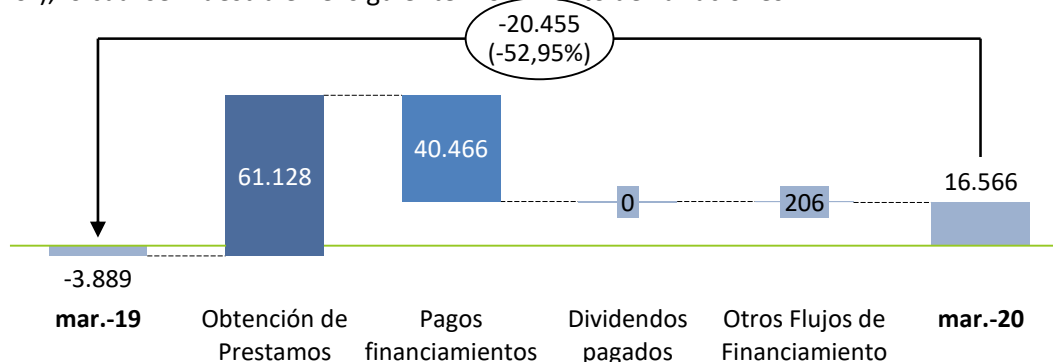 -20.455
(-52,95%)
61.128
40.466
0
206
16.566
-3.889
mar.-19
Obtención de
Prestamos
Pagos
financiamientos
Dividendos
pagados
Otros Flujos de
Financiamiento
mar.-20